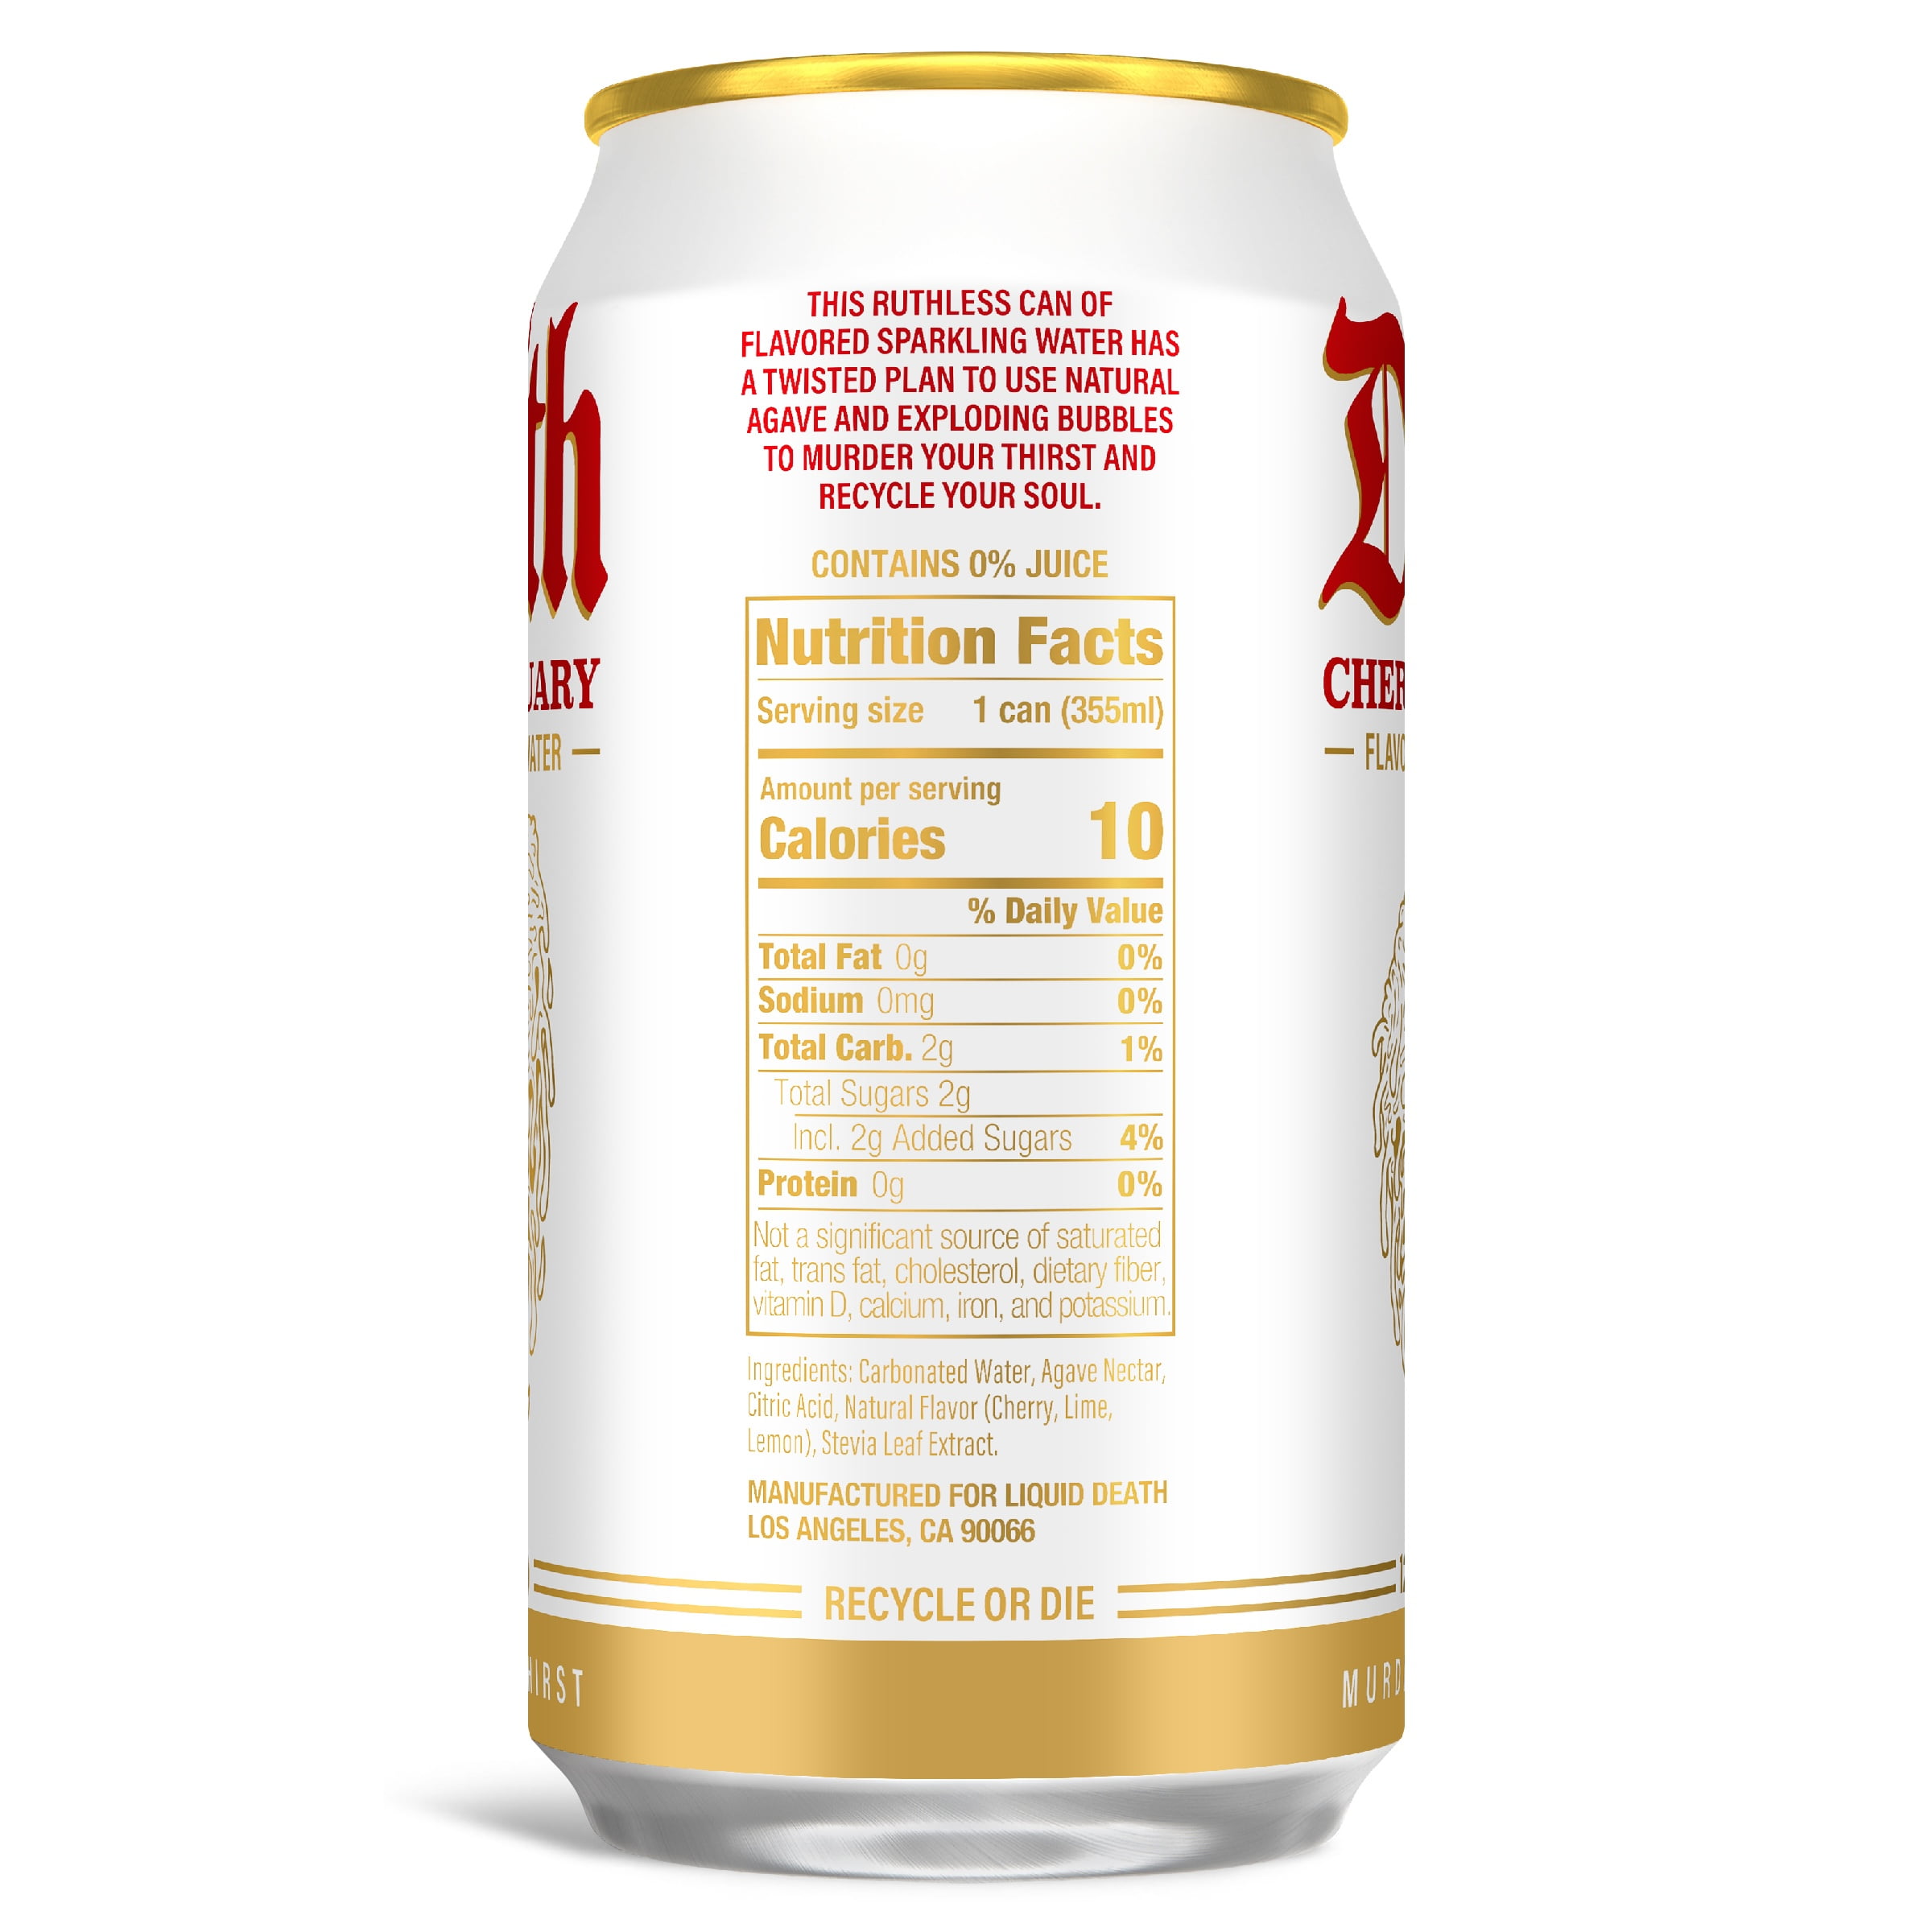 THIS RUTHLESS CAN OF
FLAVORED SPARKLING WATER HAS
A TWISTED PLAN TO USE NATURAL
AGAVE AND EXPLODING BUBBLES
TO MURDER YOUR THIRST AND
RECYCLE YOUR SOUL.
CONTAINS 0% JUICE
Nutrition Facts
Serving size 1 can (355ml)
Amount per serving
Calories 10
% Daily Value
Total Fat 0g 0%
Sodium 0mg 0%
Total Carb. 2g 1%
Total Sugars 2g
Incl. 2g Added Sugars 4%
Protein 0g 0%
Not a significant source of saturated
fat, trans fat, cholesterol, dietary fiber,
vitamin D, calcium, iron, and potassium.
Ingredients: Carbonated Water, Agave Nectar,
Citric Acid, Natural Flavor (Cherry, Lime,
Lemon), Stevia Leaf Extract.
MANUFACTURED FOR LIQUID DEATH
LOS ANGELES, CA 90066
RECYCLE OR DIE